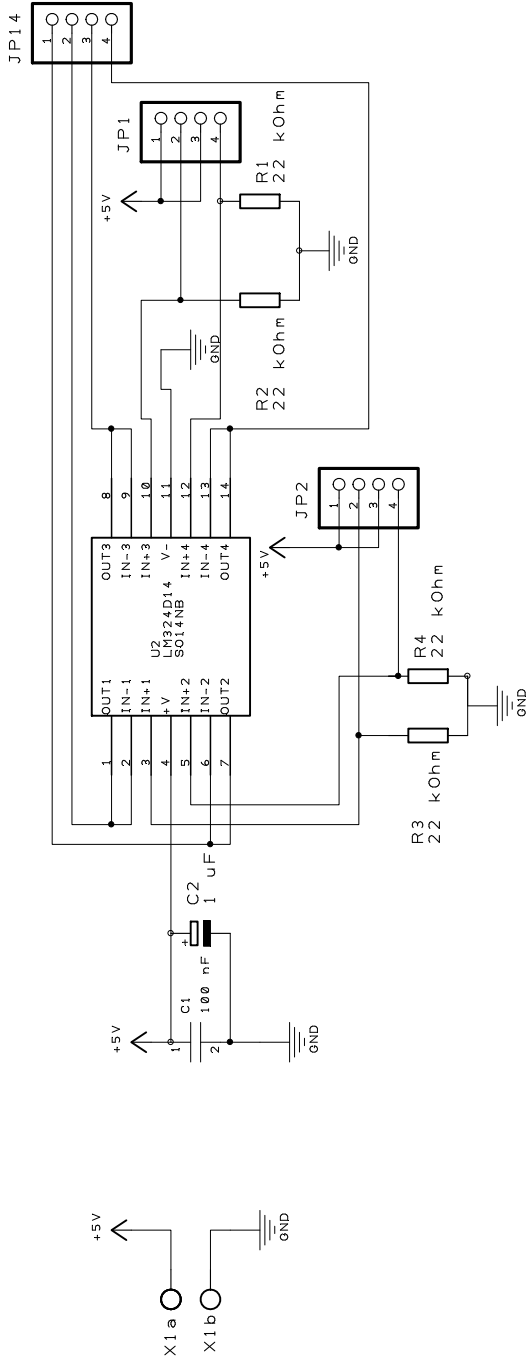 JP14
1
2
3
4
JP1
1
2
3
4
+5V
R1
22 kOhm
GND
R2
22 kOhm
GND
8
9
10
11
12
13
14
OUT3
IN-3
IN+3
V-
IN+4
IN-4
OUT4
U2
LM324D14
SO14NB
OUT1
IN-1
IN+1
+V
IN+2
IN-2
OUT2
1
2
3
4
5
6
7
JP2
1
2
3
4
+5V
R4
22 kOhm
GND
R3
22 kOhm
C2
1 uF
+
C1
100 nF
1
2
+5V
GND
+5V
GND
X1a
X1b